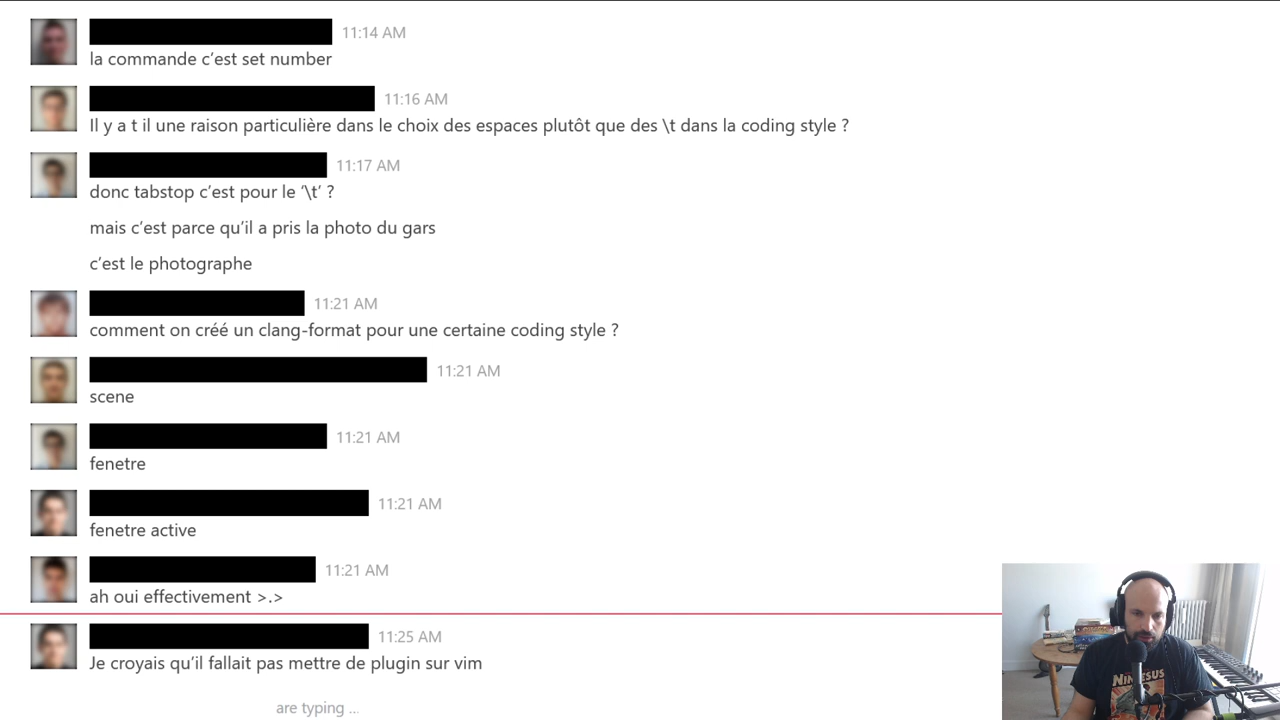 11:14 AM
la commande c'est set number
11:16 AM
Il y a t il une raison particulière dans le choix des espaces plutôt que des \t dans la coding style ?
11:17 AM
donc tabstop c'est pour le '\t' ?
mais c'est parce qu'il a pris la photo du gars
c'est le photographe
11:21 AM
comment on créé un clang-format pour une certaine coding style ?
11:21 AM
scene
11:21 AM
fenetre
11:21 AM
fenetre active
11:21 AM
ah oui effectivement >.>
11:25 AM
Je croyais qu'il fallait pas mettre de plugin sur vim
are typing ...